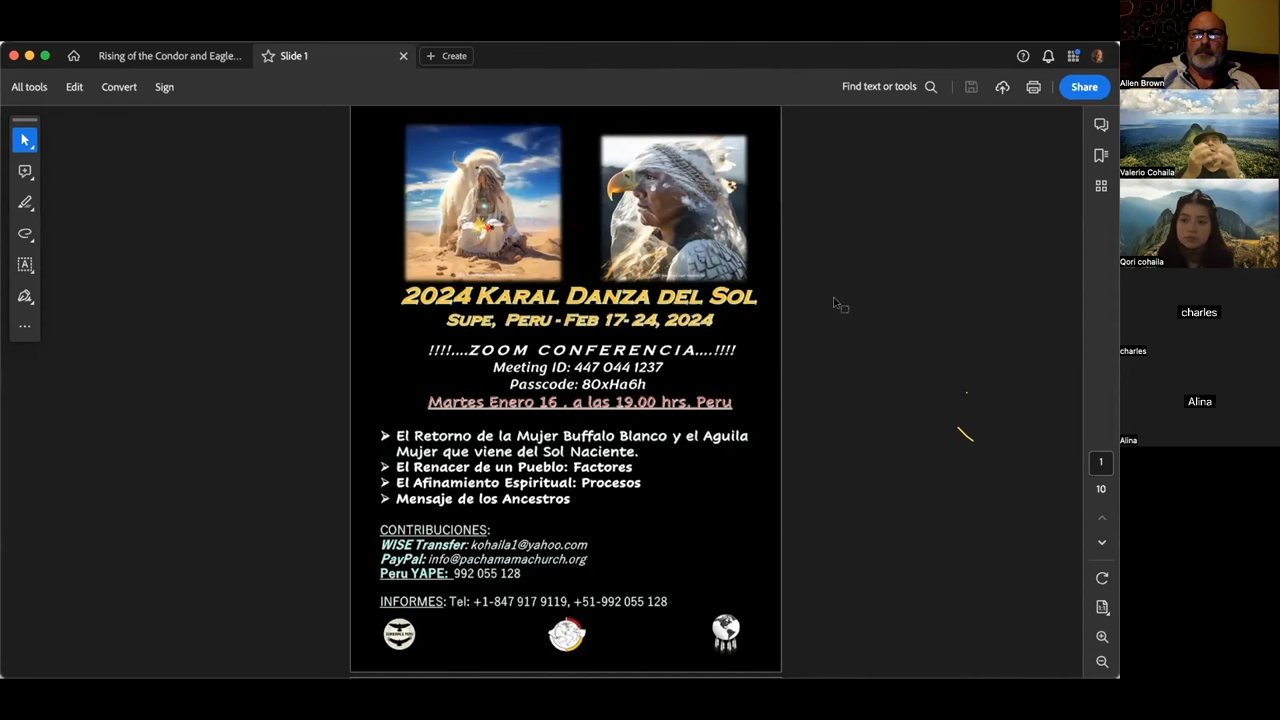 Rising of the Condor and Eagle...
Slide 1
Create
All tools
Edit
Convert
Sign
Find text or tools
Share
2024 KARAL DANZA DEL SOL
SUPE, PERU - FEB 17- 24, 2024
!!!!....ZOOM CONFERENCIA....!!!!
Meeting ID: 447 044 1237
Passcode: 80xHa6h
Martes Enero 16 , a las 19.00 hrs. Peru
➢ El Retorno de la Mujer Buffalo Blanco y el Aguila
Mujer que viene del Sol Naciente.
➢ El Renacer de un Pueblo: Factores
➢ El Afinamiento Espiritual: Procesos
➢ Mensaje de los Ancestros
CONTRIBUCIONES:
WISE Transfer: kohaila1@yahoo.com
PayPal: info@pachamamachurch.org
Peru YAPE: 992 055 128
INFORMES: Tel: +1-847 917 9119, +51-992 055 128
1
10
Allen Brown
Valerio Cohaila
Qori cohaila
charles
charles
Alina
Alina